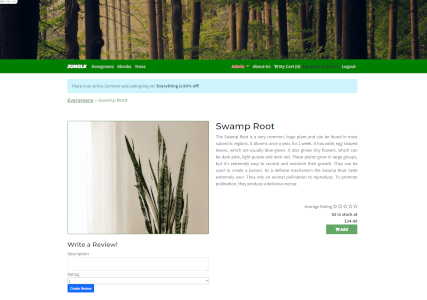 JUNGLE Evergreens Shrubs Trees Admin About Us My Cart (0) Logout
There is an active Summer sale sale going on! Everything is 60% off!
Evergreens » Swamp Root
Swamp Root
The Swamp Root is a very common, huge plant and can be found in most
subarctic regions. It blooms once a year, for 1 week. It has wide, egg shaped
leaves, which are usually blue-green. It also grows tiny flowers, which can
be dark pink, light purple and dark red. These plants grow in large groups,
but it's extremely easy to control and maintain their growth. They can be
used to create a poison. As a defense mechanism the Swamp Root taste
extremely sour. They rely on animal pollination to reproduce. To promote
pollination, they produce a delicious nectar.
Average Rating
52 in stock at
$24.49
Add
Write a Review!
Description
Rating
Create Review